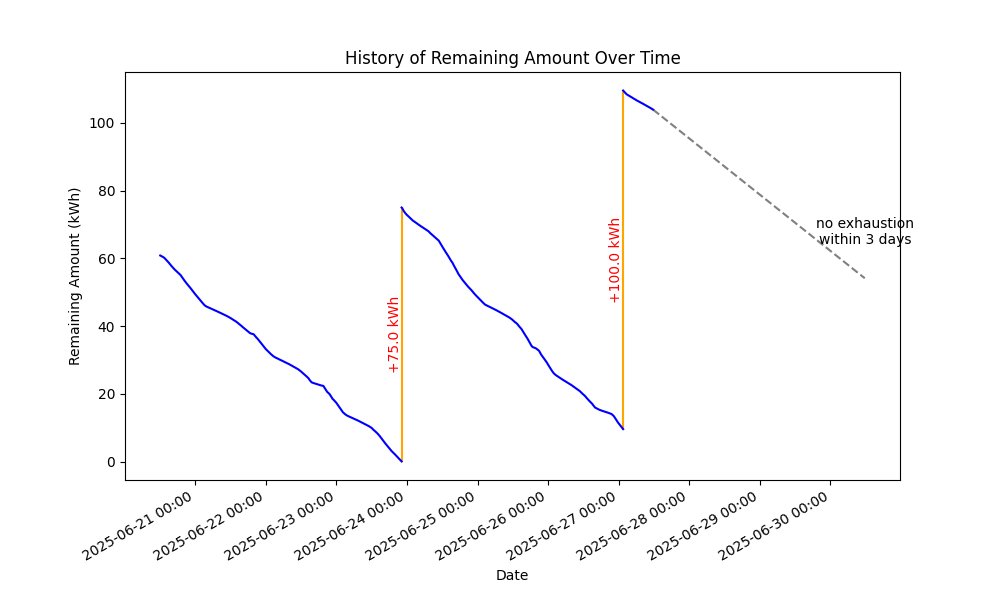 History of Remaining Amount Over Time
Remaining Amount (kWh)
100
80
60
40
20
0
+75.0 kWh
+100.0 kWh
no exhaustion
within 3 days
2025-06-21 00:00
2025-06-22 00:00
2025-06-23 00:00
2025-06-24 00:00
2025-06-25 00:00
2025-06-26 00:00
2025-06-27 00:00
2025-06-28 00:00
2025-06-29 00:00
2025-06-30 00:00
Date